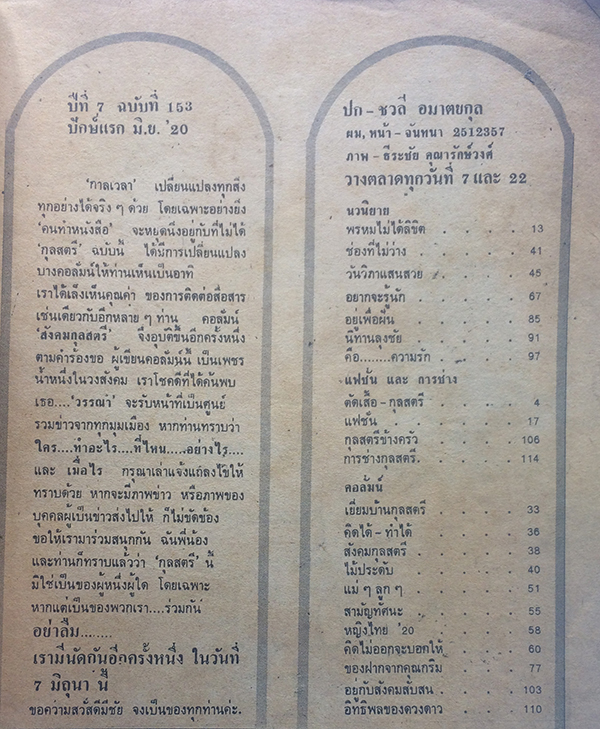 ปีที่ 7 ฉบับที่ 153
ปักษ์แรก มิ.ย. '20
'กาลเวลา' เปลี่ยนแปลงทุกสิ่ง
ทุกอย่างได้จริง ๆ ด้วย โดยเฉพาะอย่างยิ่ง
'คนทำหนังสือ' จะหยุดนิ่งอยู่กับที่ไม่ได้
'กุลสตรี' ฉบับนี้ ได้มีการเปลี่ยนแปลง
บางคอลัมน์ให้ท่านเห็นเป็นอาทิ
เราได้เล็งเห็นคุณค่า ของการติดต่อสื่อสาร
เช่นเดียวกับอีกหลาย ๆ ท่าน คอลัมน์
'สังคมกุลสตรี' จึงอุบัติขึ้นอีกครั้งหนึ่ง
ตามคำร้องขอ ผู้เขียนคอลัมน์นี้ เป็นเพชร
น้ำหนึ่งในวงสังคม เราโชคดีที่ได้ค้นพบ
เธอ....'วรรณา' จะรับหน้าที่เป็นศูนย์
รวมข่าวจากทุกมุมเมือง หากท่านทราบว่า
ใคร....ทำอะไร....ที่ไหน....อย่างไร....
และ เมื่อไร กรุณาเล่าแจ้งแถลงไขให้
ทราบด้วย หากจะมีภาพข่าว หรือภาพของ
บุคคลผู้เป็นข่าวส่งไปให้ ก็ไม่ขัดข้อง
ขอให้เรามาร่วมสนุกกัน ฉันพี่น้อง
และท่านก็ทราบแล้วว่า 'กุลสตรี' นี้
มิใช่เป็นของผู้หนึ่งผู้ใด โดยเฉพาะ
หากแต่เป็นของพวกเรา....ร่วมกัน
อย่าลืม........
เรามีนัดกันอีกครั้งหนึ่ง ในวันที่
7 มิถุนา นี้
ขอความสวัสดีมีชัย จงเป็นของทุกท่านค่ะ.
ปก - ชวลี อมาตยกุล
ผม, หน้า - จันทนา 2512357
ภาพ - ธีระชัย คุณารักษ์วงศ์
วางตลาดทุกวันที่ 7 และ 22
นวนิยาย
พรหมไม่ได้ลิขิต . . . . 13
ช่องที่ไม่ว่าง . . . . 41
วันวิภาแสนสวย . . . . 45
อยากจะรู้นัก . . . . 67
อยู่เพื่อฝัน . . . . 85
นิทานลุงชัย . . . . 91
คือ........ความรัก . . . . 97
แฟชั่น และ การช่าง
ตัดเสื้อ - กุลสตรี . . . . 4
แฟชั่น . . . . 17
กุลสตรีข้างครัว . . . . 106
การช่างกุลสตรี. . . . . 114
คอลัมน์
เยี่ยมบ้านกุลสตรี . . . . 33
คิดได้ - ทำได้ . . . . 36
สังคมกุลสตรี . . . . 38
ไม้ประดับ . . . . 40
แม่ ๆ ลูก ๆ . . . . 51
สามัญทัศนะ . . . . 55
หญิงไทย '20 . . . . 58
คิดไม่ออกจะบอกให้ . . . . 60
ของฝากจากคุณกริม . . . . 77
อยู่กับสังคมสับสน . . . . 103
อิทธิพลของดวงดาว . . . . 110